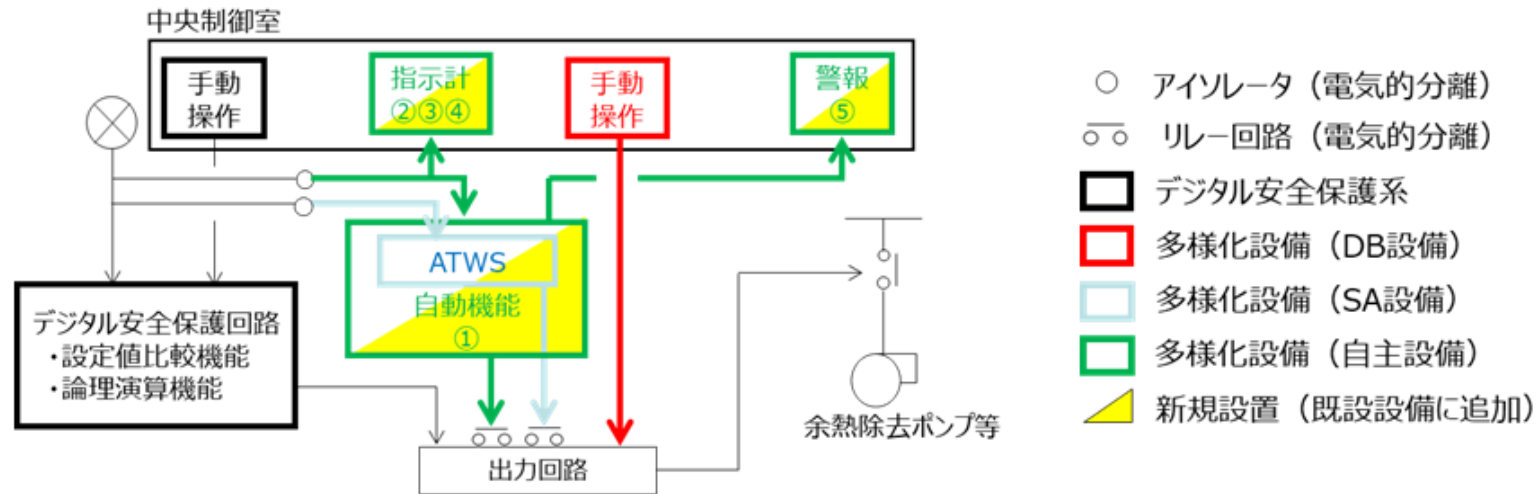 中央制御室
手動
操作
指示計
②③④
手動
操作
警報
⑤
ATWS
自動機能
①
デジタル安全保護回路
・設定値比較機能
・論理演算機能
出力回路
余熱除去ポンプ等
アイソレータ（電気的分離）
リレー回路（電気的分離）
デジタル安全保護系
多様化設備（DB設備）
多様化設備（SA設備）
多様化設備（自主設備）
新規設置（既設設備に追加）